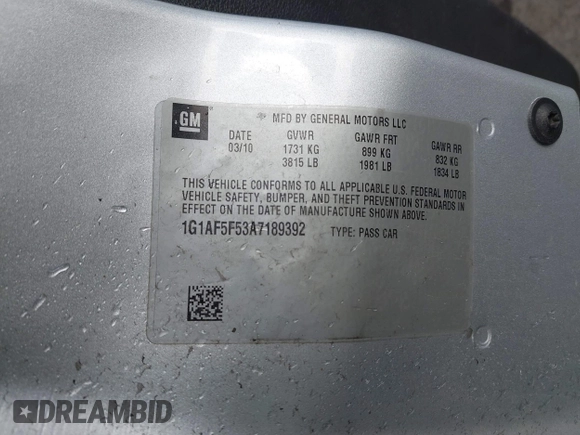 GM
MFD BY GENERAL MOTORS LLC
DATE GVWR GAWR FRT GAWR RR
03/10 1731 KG 899 KG 832 KG
3815 LB 1981 LB 1834 LB
THIS VEHICLE CONFORMS TO ALL APPLICABLE U.S. FEDERAL MOTOR
VEHICLE SAFETY, BUMPER, AND THEFT PREVENTION STANDARDS IN
EFFECT ON THE DATE OF MANUFACTURE SHOWN ABOVE.
1G1AF5F53A7189392 TYPE: PASS CAR
DREAMBID